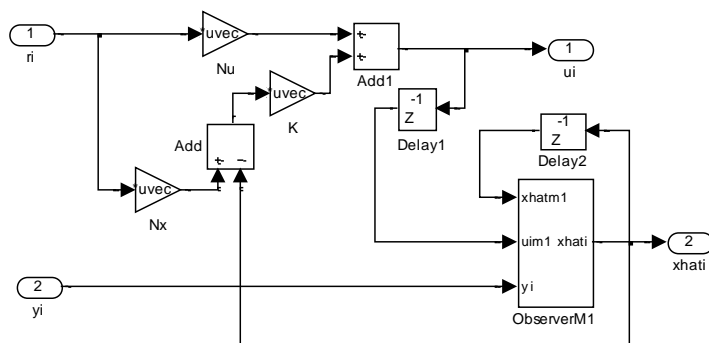 1
ri
*uvec
Nu
+
+
Add1
1
ui
*uvec
K
-1
Z
Delay1
Add
+ −
-1
Z
Delay2
*uvec
Nx
xhatm1
uim1 xhati
yi
ObserverM1
2
xhati
2
yi